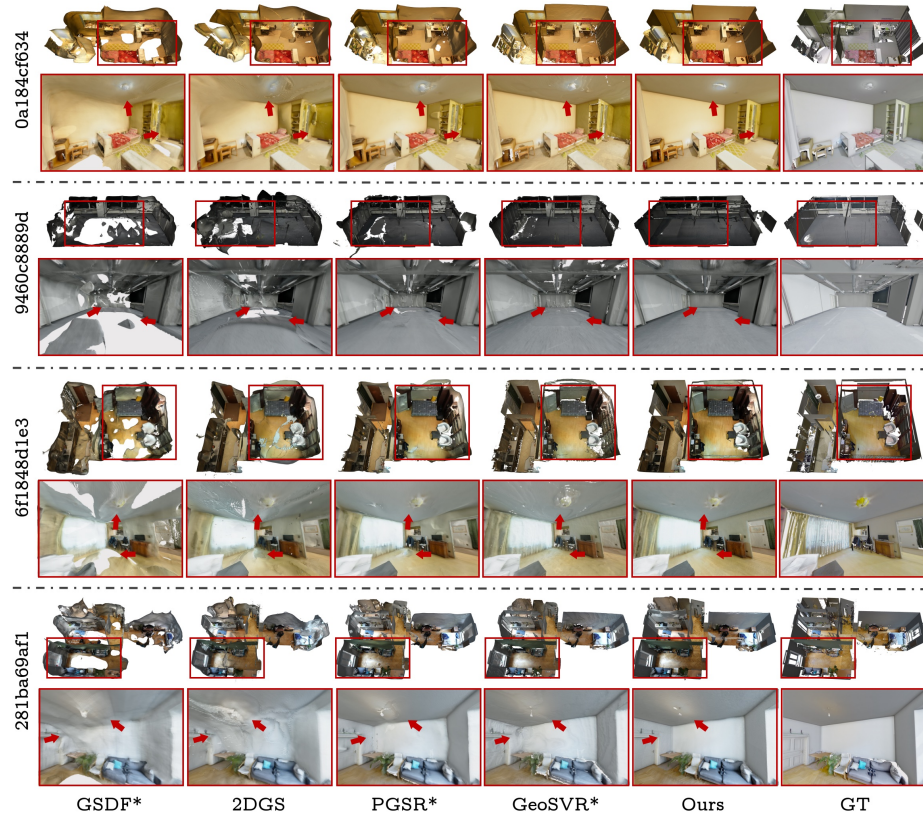 0a184cf634
9460c8889d
6f1848d1e3
281ba69af1
GSDF* 2DGS PGSR* GeoSVR* Ours GT